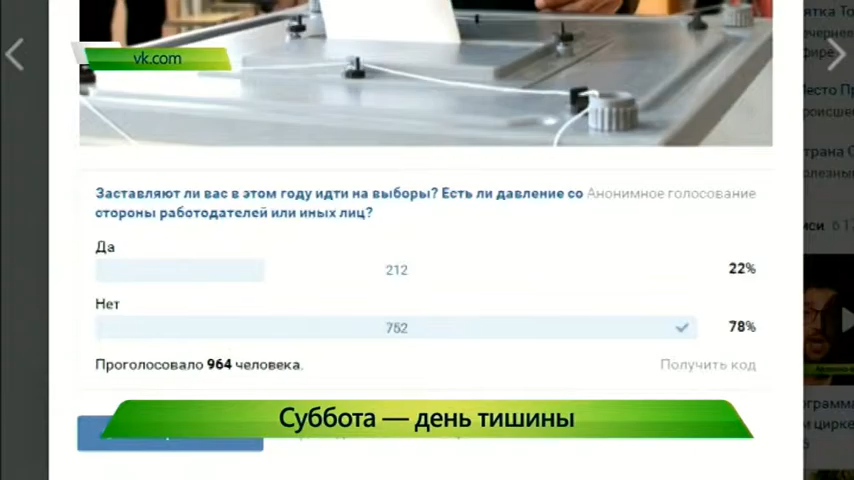 vk.com
Заставляют ли вас в этом году идти на выборы? Есть ли давление со
стороны работодателей или иных лиц?
Анонимное голосование
Да
212
22%
Нет
752
78%
Проголосовало 964 человека.
Получить код
Суббота — день тишины